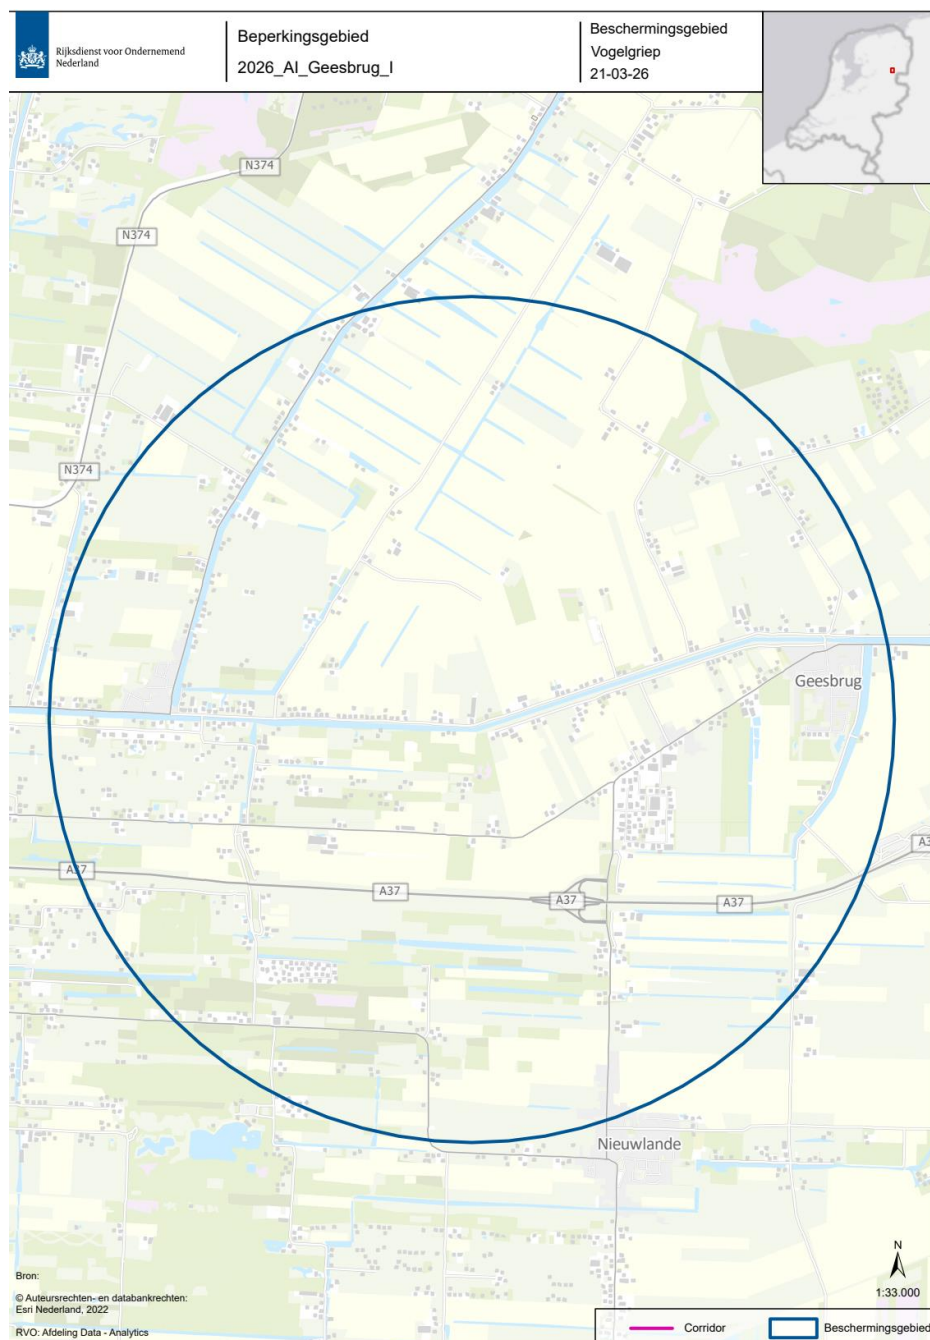 Rijksdienst voor Ondernemend
Nederland
Beperkingsgebied
2026_AI_Geesbrug_I
Beschermingsgebied
Vogelgriep
21-03-26
N374
N374
N374
Geesbrug
A37
A37
A37
A37
Nieuwlande
N
1:33.000
Bron:
© Auteursrechten- en databankrechten:
Esri Nederland, 2022
RVO: Afdeling Data - Analytics
Corridor
Beschermingsgebied